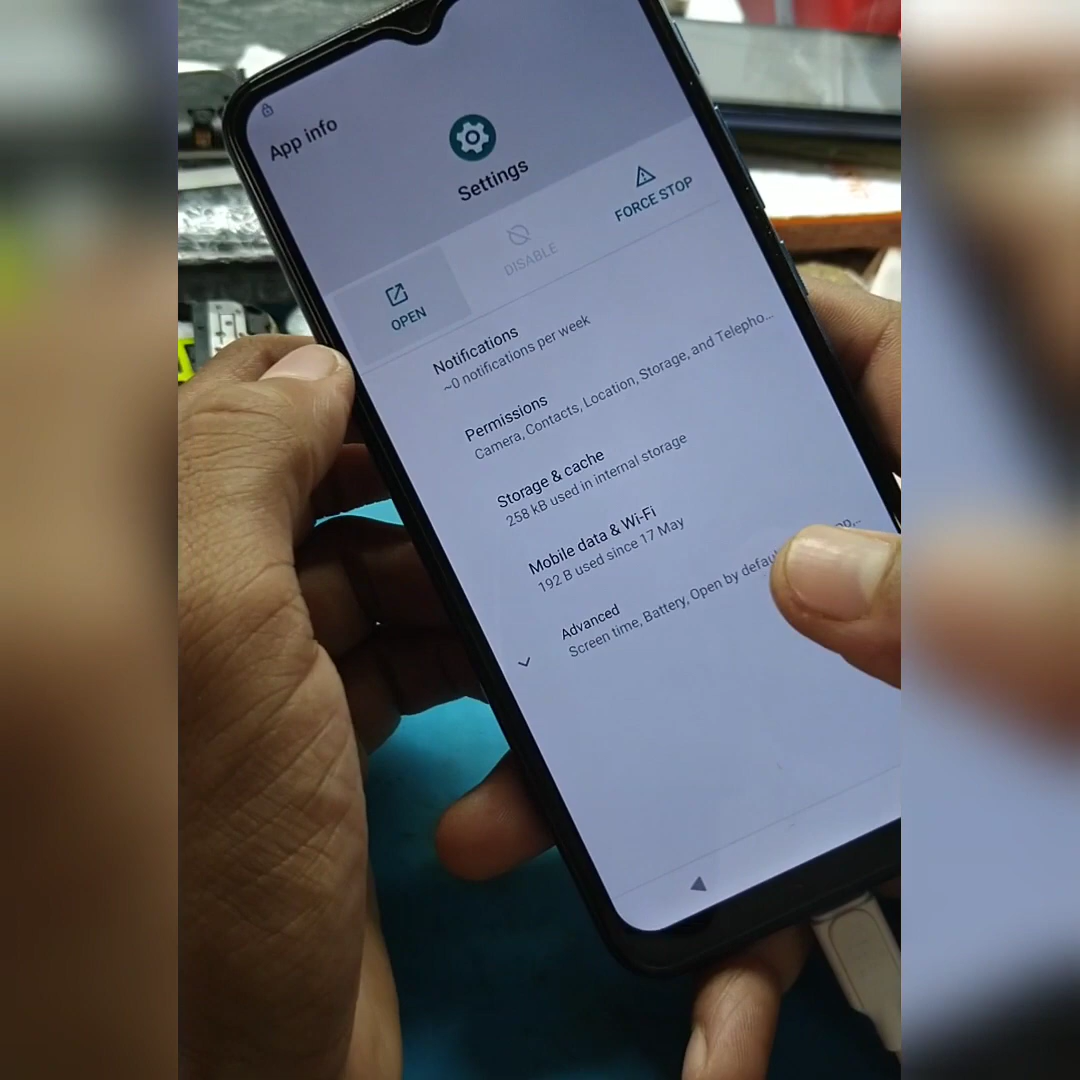 App info
Settings
OPEN
DISABLE
FORCE STOP
Notifications
~0 notifications per week
Permissions
Camera, Contacts, Location, Storage, and Telepho...
Storage & cache
258 kB used in internal storage
Mobile data & Wi-Fi
192 B used since 17 May
Advanced
Screen time, Battery, Open by defau